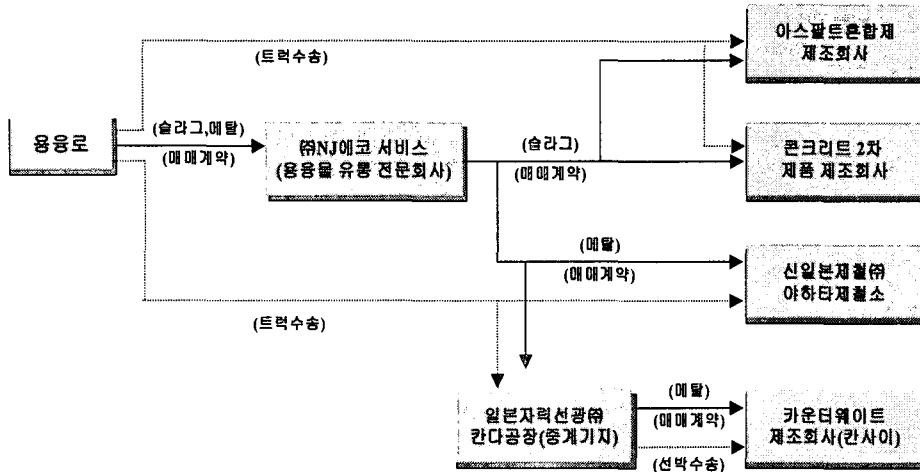 아스팔트혼합제
제조회사
(트럭수송)
용융로
(슬라그,메탈)
(매매계약)
㈜NJ에코 서비스
(용융물 유통 전문회사)
(슬라그)
(매매계약)
콘크리트 2차
제품 제조회사
(메탈)
(매매계약)
신일본제철㈜
야하타제철소
(트럭수송)
일본자력선광㈜
칸다공장(중계기지)
(메탈)
(매매계약)
(선박수송)
카운터웨이트
제조회사(칸사이)